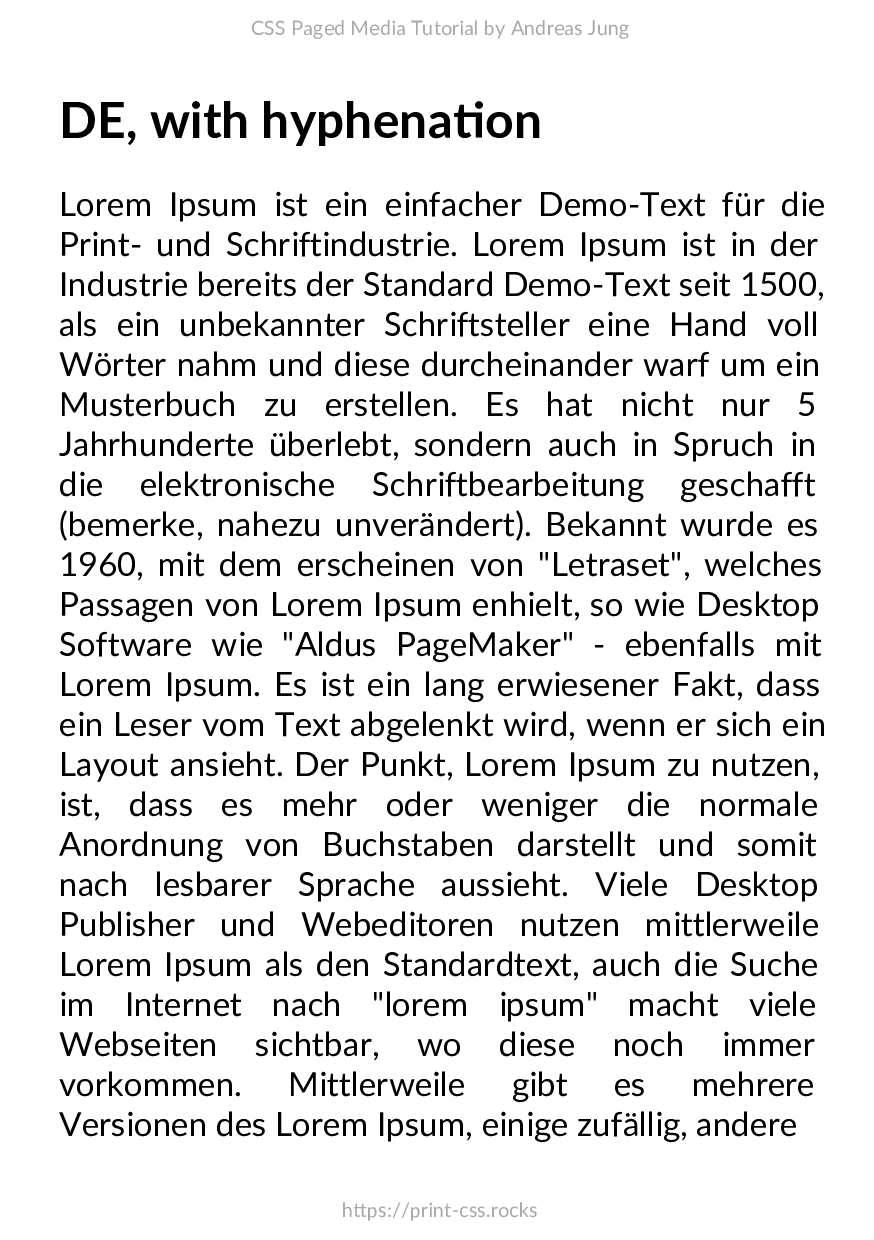 CSS Paged Media Tutorial by Andreas Jung
DE, with hyphenation
Lorem Ipsum ist ein einfacher Demo-Text für die
Print- und Schriftindustrie. Lorem Ipsum ist in der
Industrie bereits der Standard Demo-Text seit 1500,
als ein unbekannter Schriftsteller eine Hand voll
Wörter nahm und diese durcheinander warf um ein
Musterbuch zu erstellen. Es hat nicht nur 5
Jahrhunderte überlebt, sondern auch in Spruch in
die elektronische Schriftbearbeitung geschafft
(bemerke, nahezu unverändert). Bekannt wurde es
1960, mit dem erscheinen von "Letraset", welches
Passagen von Lorem Ipsum enhielt, so wie Desktop
Software wie "Aldus PageMaker" - ebenfalls mit
Lorem Ipsum. Es ist ein lang erwiesener Fakt, dass
ein Leser vom Text abgelenkt wird, wenn er sich ein
Layout ansieht. Der Punkt, Lorem Ipsum zu nutzen,
ist, dass es mehr oder weniger die normale
Anordnung von Buchstaben darstellt und somit
nach lesbarer Sprache aussieht. Viele Desktop
Publisher und Webeditoren nutzen mittlerweile
Lorem Ipsum als den Standardtext, auch die Suche
im Internet nach "lorem ipsum" macht viele
Webseiten sichtbar, wo diese noch immer
vorkommen. Mittlerweile gibt es mehrere
Versionen des Lorem Ipsum, einige zufällig, andere
https://print-css.rocks